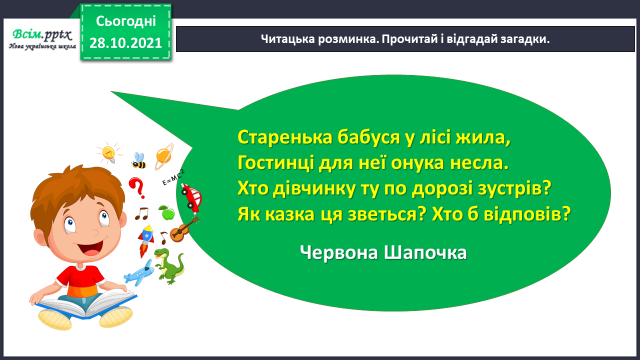 Всім.pptx
Нова українська школа
Сьогодні
28.10.2021
Читацька розминка. Прочитай і відгадай загадки.
E=MC²
Старенька бабуся у лісі жила,
Гостинці для неї онука несла.
Хто дівчинку ту по дорозі зустрів?
Як казка ця зветься? Хто б відповів?
Червона Шапочка